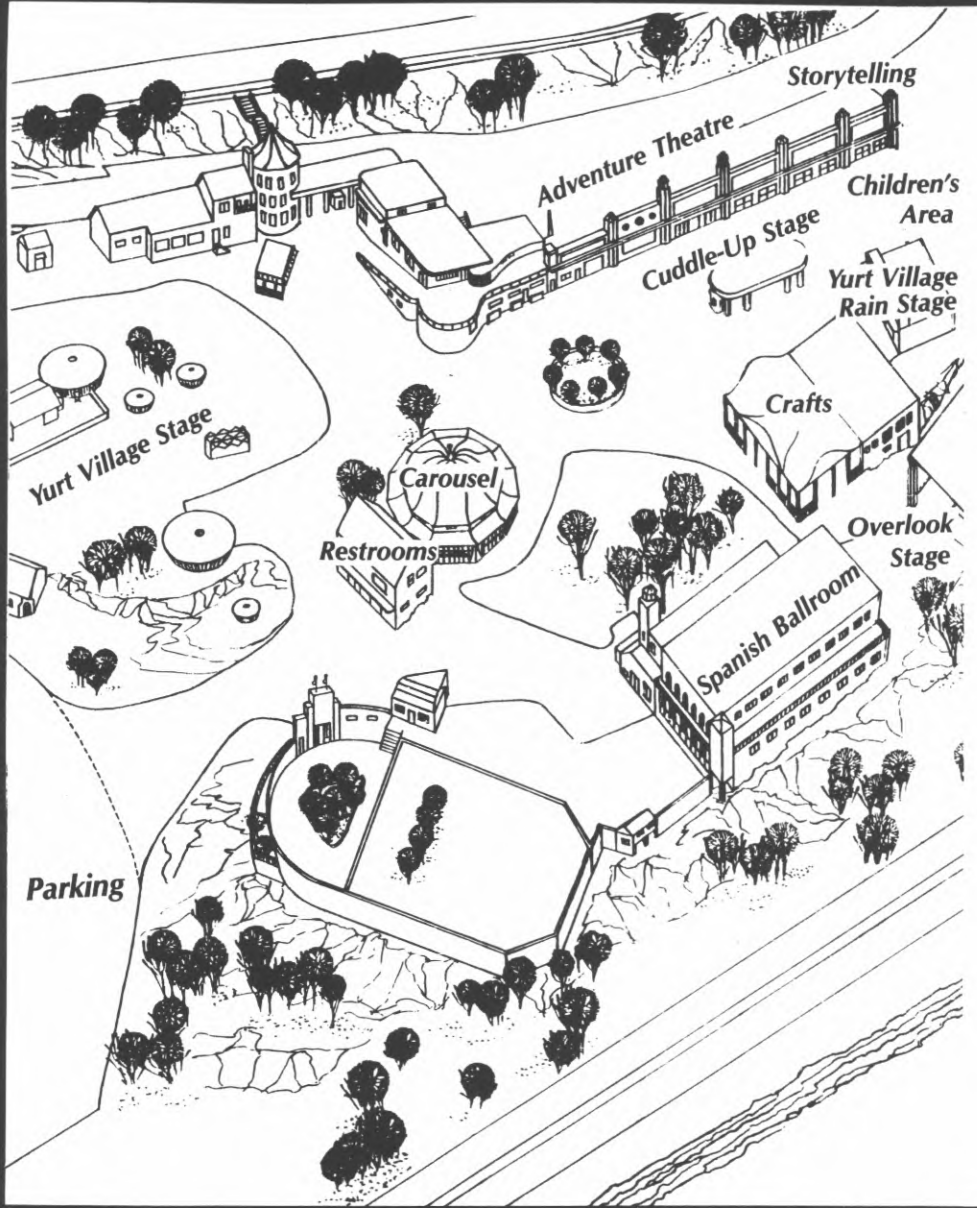 Storytelling
Adventure Theatre
Children's
Area
Cuddle-Up Stage
Yurt Village
Rain Stage
Crafts
Yurt Village Stage
Carousel
Restrooms
Overlook
Stage
Spanish Ballroom
Parking